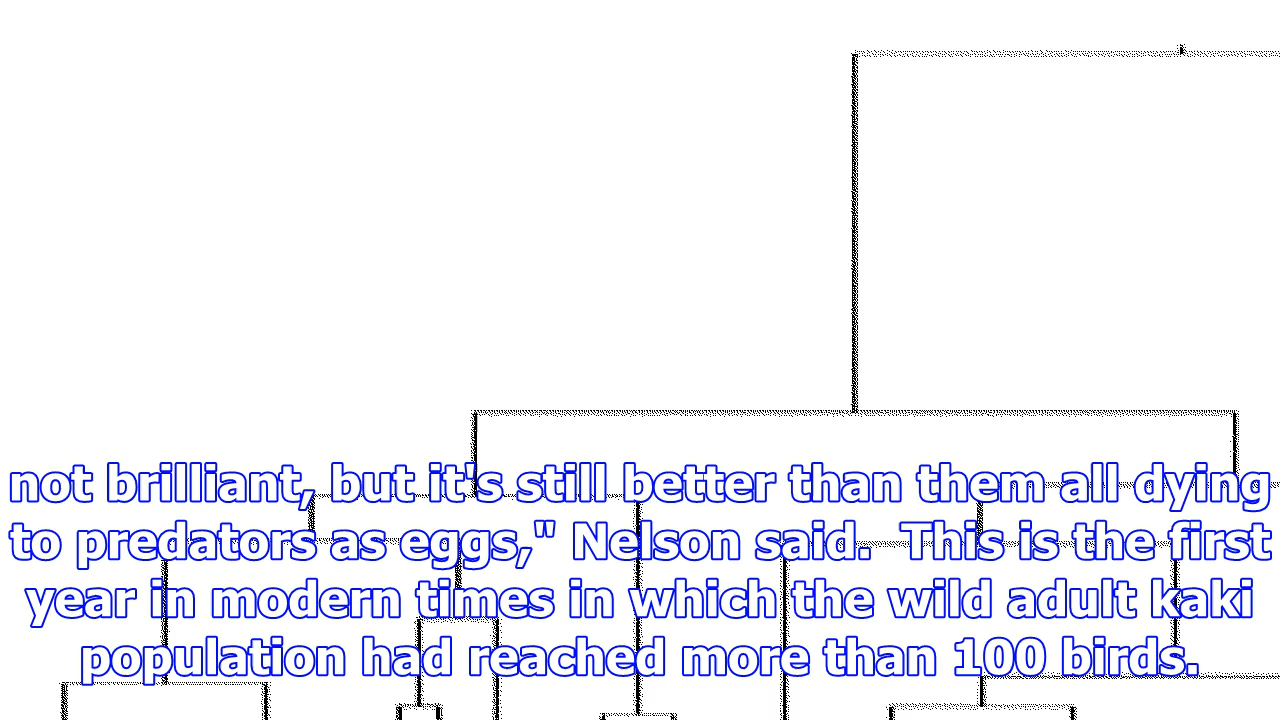 not brilliant, but it's still better than them all dying
to predators as eggs," Nelson said.  This is the first
year in modern times in which the wild adult kaki
population had reached more than 100 birds.